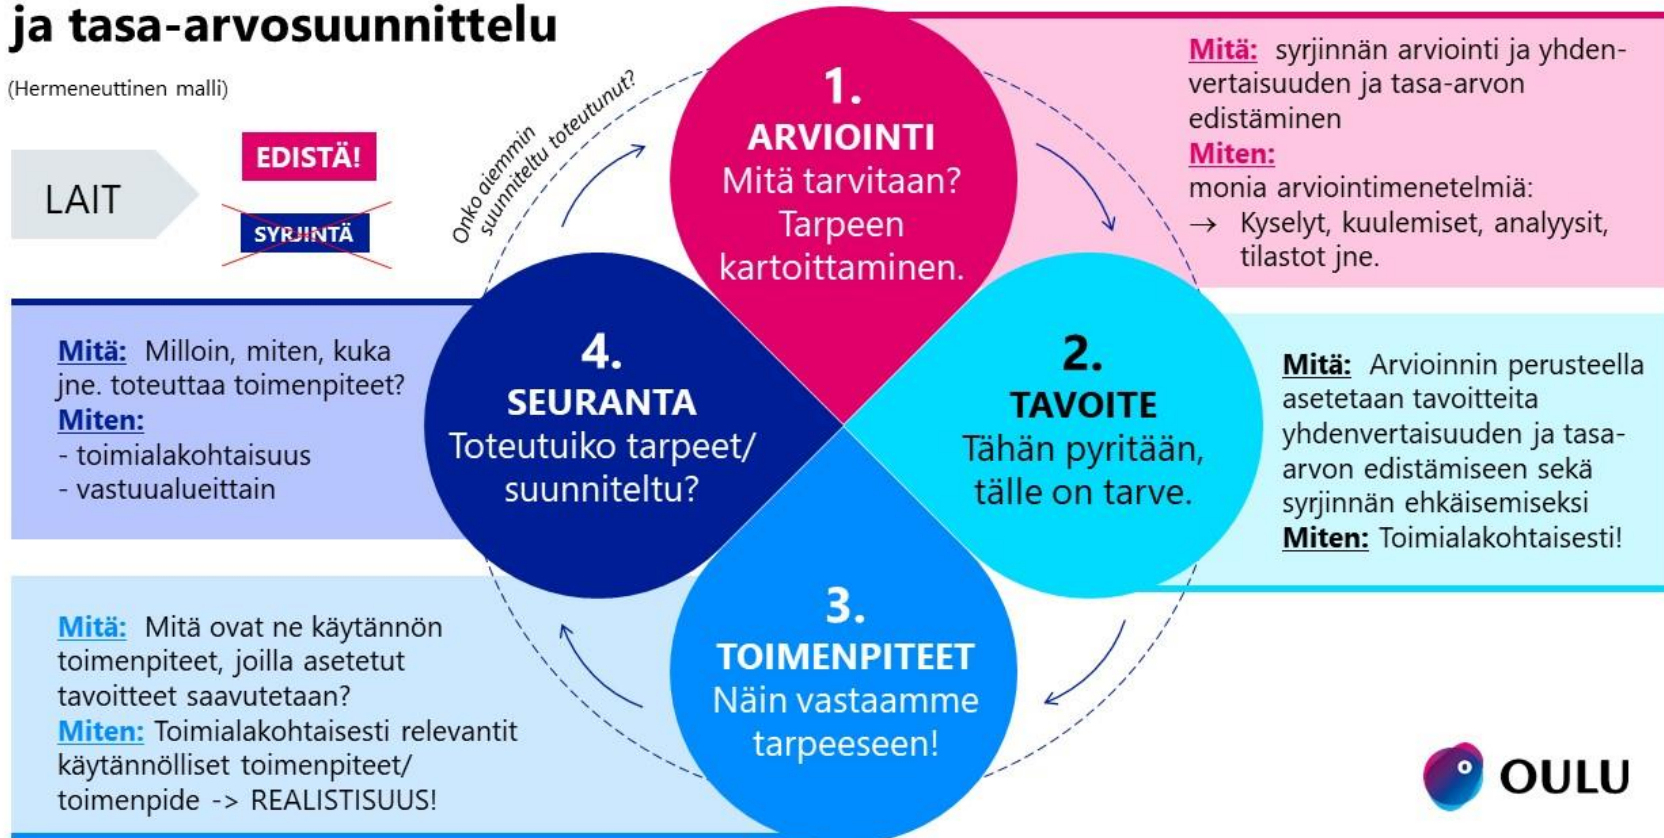 ja tasa-arvosuunnittelu
(Hermeneuttinen malli)
LAIT
EDISTÄ!
SYRJINTÄ
Onko aiemmin
suunniteltu toteutunut?
1.
ARVIOINTI
Mitä tarvitaan?
Tarpeen
kartoittaminen.
Mitä: syrjinnän arviointi ja yhden-
vertaisuuden ja tasa-arvon
edistäminen
Miten:
monia arviointimenetelmiä:
→ Kyselyt, kuulemiset, analyysit,
tilastot jne.
2.
TAVOITE
Tähän pyritään,
tälle on tarve.
Mitä: Arvioinnin perusteella
asetetaan tavoitteita
yhdenvertaisuuden ja tasa-
arvon edistämiseen sekä
syrjinnän ehkäisemiseksi
Miten: Toimialakohtaisesti!
3.
TOIMENPITEET
Näin vastaamme
tarpeeseen!
Mitä: Mitä ovat ne käytännön
toimenpiteet, joilla asetetut
tavoitteet saavutetaan?
Miten: Toimialakohtaisesti relevantit
käytännölliset toimenpiteet/
toimenpide -> REALISTISUUS!
4.
SEURANTA
Toteutuiko tarpeet/
suunniteltu?
Mitä: Milloin, miten, kuka
jne. toteuttaa toimenpiteet?
Miten:
- toimialakohtaisuus
- vastuualueittain
OULU